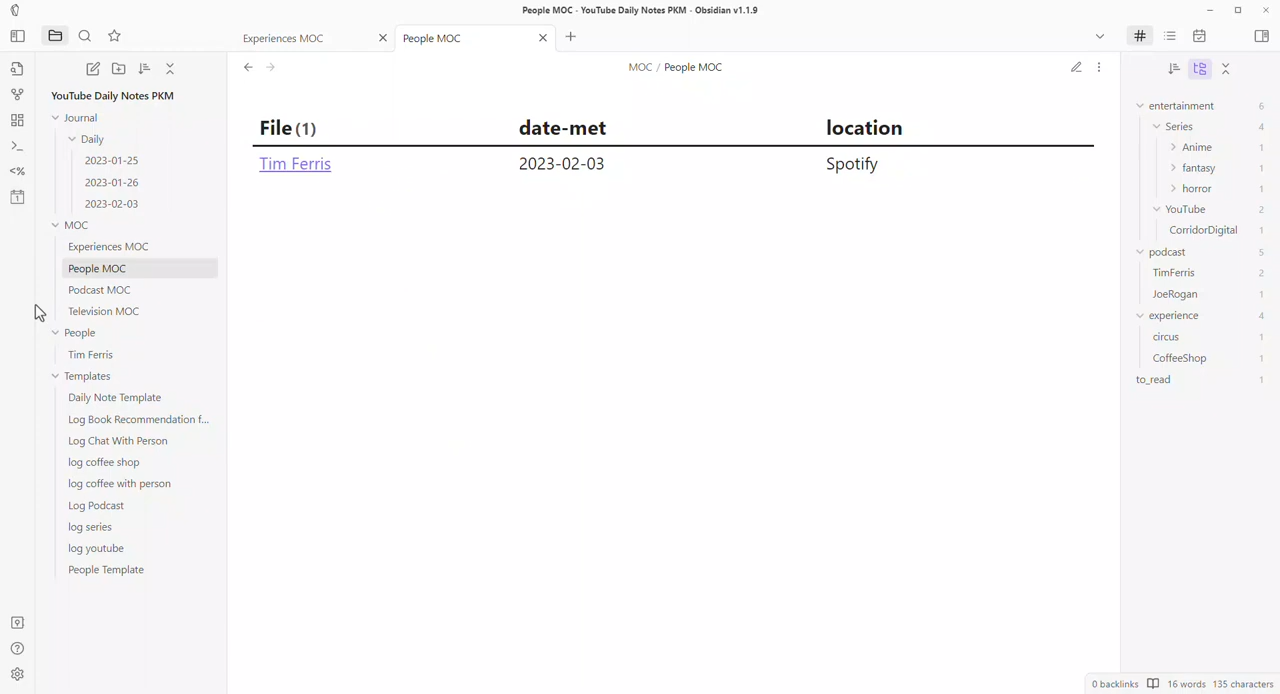 People MOC - YouTube Daily Notes PKM - Obsidian v1.1.9
Experiences MOC
People MOC
MOC / People MOC
YouTube Daily Notes PKM
Journal
Daily
2023-01-25
2023-01-26
2023-02-03
MOC
Experiences MOC
People MOC
Podcast MOC
Television MOC
People
Tim Ferris
Templates
Daily Note Template
Log Book Recommendation f...
Log Chat With Person
log coffee shop
log coffee with person
Log Podcast
log series
log youtube
People Template
File (1) date-met location
Tim Ferris 2023-02-03 Spotify
entertainment 6
Series 4
Anime 1
fantasy 1
horror 1
YouTube 2
CorridorDigital 1
podcast 5
TimFerris 2
JoeRogan 1
experience 4
circus 1
CoffeeShop 1
to_read 1
0 backlinks 16 words 135 characters